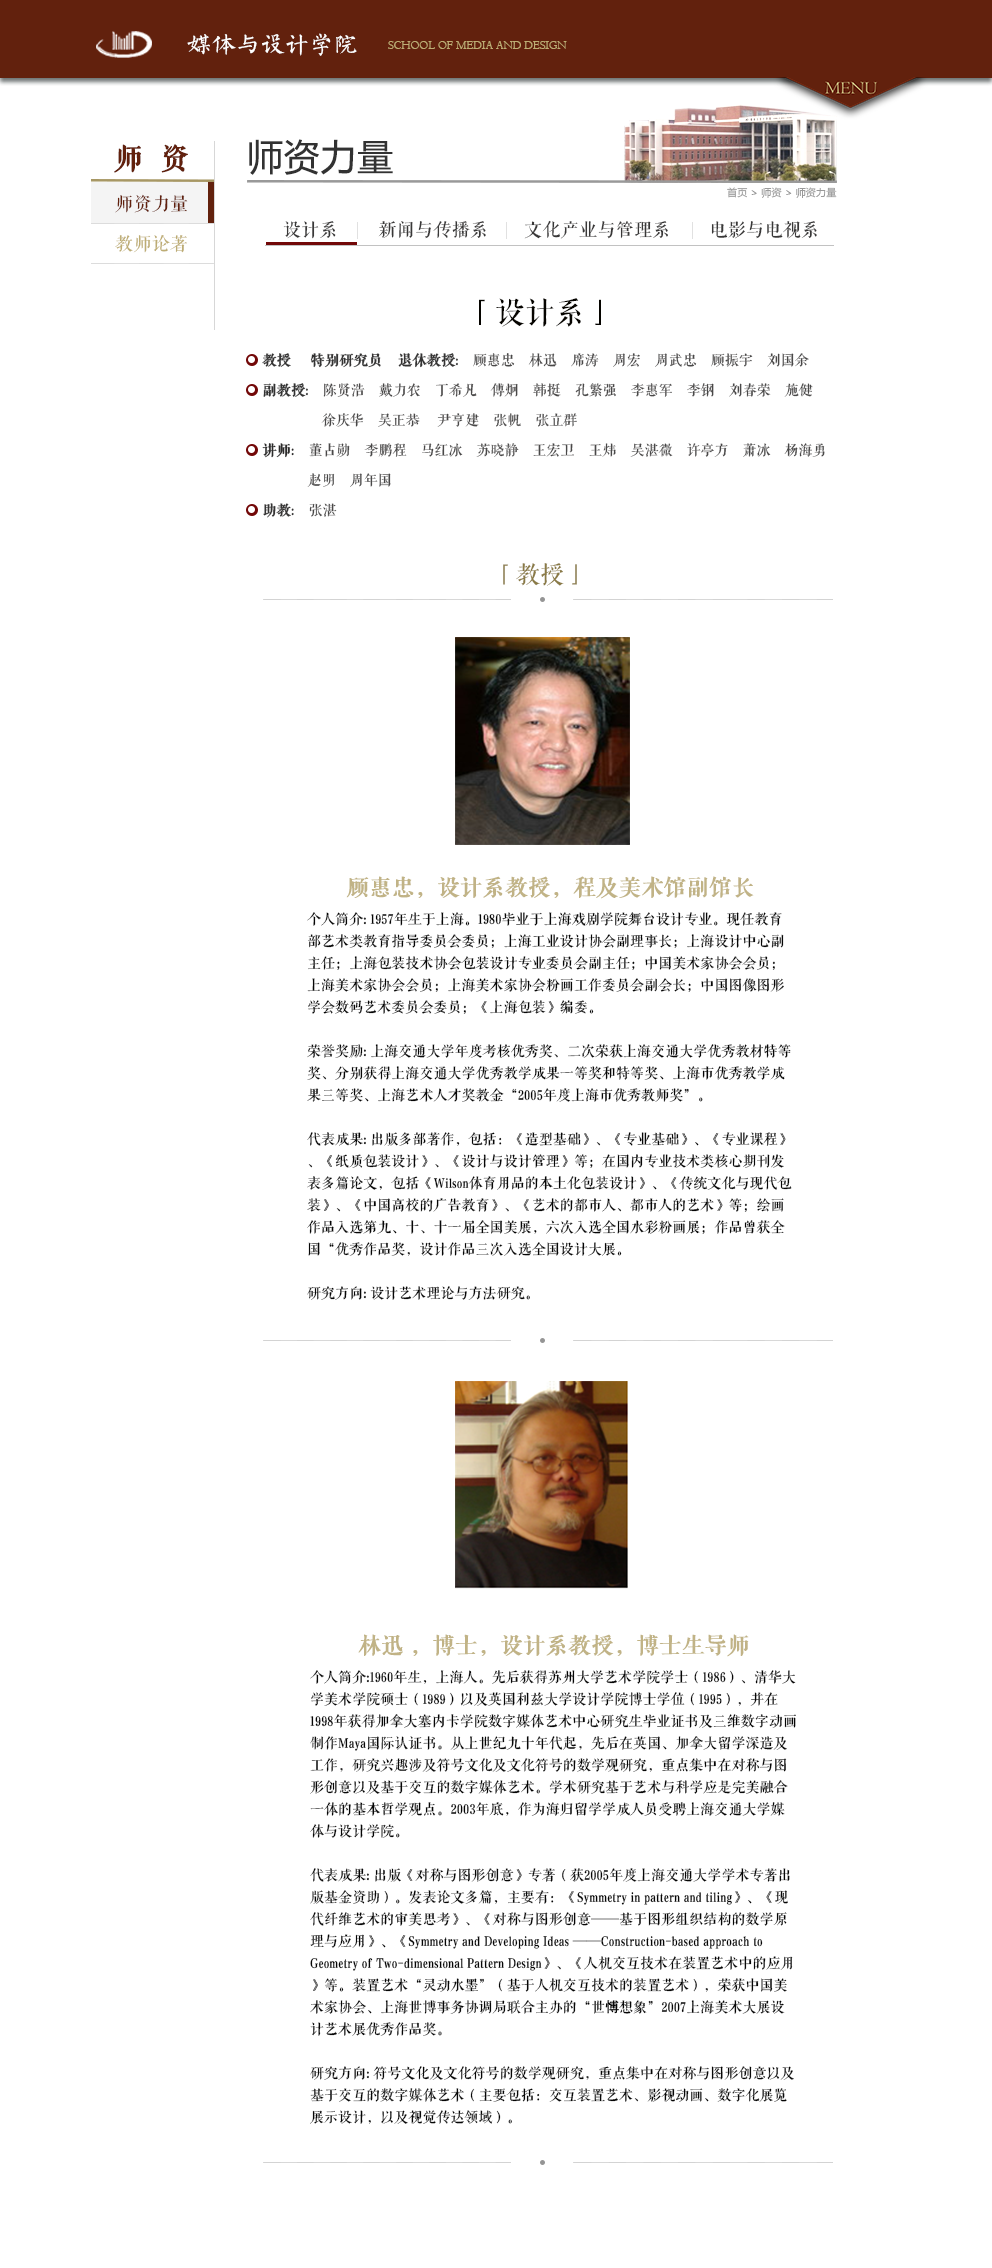 媒体与设计学院
SCHOOL OF MEDIA AND DESIGN
MENU
师 资
师资力量
教师论著
师资力量
首页 > 师资 > 师资力量
设计系 新闻与传播系 文化产业与管理系 电影与电视系
「 设计系 」
教授 特别研究员 退休教授: 顾惠忠 林迅 席涛 周宏 周武忠 顾振宇 刘国余
副教授: 陈贤浩 戴力农 丁希凡 傅炯 韩挺 孔繁强 李惠军 李钢 刘春荣 施健
徐庆华 吴正恭 尹亨建 张帆 张立群
讲师: 董占勋 李鹏程 马红冰 苏晓静 王宏卫 王炜 吴湛微 许亭方 萧冰 杨海勇
赵明 周年国
助教: 张湛
「 教授 」
顾惠忠，设计系教授，程及美术馆副馆长
个人简介: 1957年生于上海。1980毕业于上海戏剧学院舞台设计专业。现任教育
部艺术类教育指导委员会委员；上海工业设计协会副理事长；上海设计中心副
主任；上海包装技术协会包装设计专业委员会副主任；中国美术家协会会员；
上海美术家协会会员；上海美术家协会粉画工作委员会副会长；中国图像图形
学会数码艺术委员会委员；《上海包装》编委。
荣誉奖励: 上海交通大学年度考核优秀奖、二次荣获上海交通大学优秀教材特等
奖、分别获得上海交通大学优秀教学成果一等奖和特等奖、上海市优秀教学成
果三等奖、上海艺术人才奖教金“2005年度上海市优秀教师奖”。
代表成果: 出版多部著作，包括：《造型基础》、《专业基础》、《专业课程》
、《纸质包装设计》、《设计与设计管理》等；在国内专业技术类核心期刊发
表多篇论文，包括《Wilson体育用品的本土化包装设计》、《传统文化与现代包
装》、《中国高校的广告教育》、《艺术的都市人、都市人的艺术》等；绘画
作品入选第九、十、十一届全国美展，六次入选全国水彩粉画展；作品曾获全
国“优秀作品奖，设计作品三次入选全国设计大展。
研究方向: 设计艺术理论与方法研究。
林迅 ，博士，设计系教授，博士生导师
个人简介:1960年生，上海人。先后获得苏州大学艺术学院学士（1986）、清华大
学美术学院硕士（1989）以及英国利兹大学设计学院博士学位（1995），并在
1998年获得加拿大塞内卡学院数字媒体艺术中心研究生毕业证书及三维数字动画
制作Maya国际认证书。从上世纪九十年代起，先后在英国、加拿大留学深造及
工作，研究兴趣涉及符号文化及文化符号的数学观研究，重点集中在对称与图
形创意以及基于交互的数字媒体艺术。学术研究基于艺术与科学应是完美融合
一体的基本哲学观点。2003年底，作为海归留学学成人员受聘上海交通大学媒
体与设计学院。
代表成果: 出版《对称与图形创意》专著（获2005年度上海交通大学学术专著出
版基金资助）。发表论文多篇，主要有：《Symmetry in pattern and tiling》、《现
代纤维艺术的审美思考》、《对称与图形创意——基于图形组织结构的数学原
理与应用》、《Symmetry and Developing Ideas ——Construction-based approach to
Geometry of Two-dimensional Pattern Design》、《人机交互技术在装置艺术中的应用
》等。装置艺术“灵动水墨”（基于人机交互技术的装置艺术），荣获中国美
术家协会、上海世博事务协调局联合主办的“世博想象”2007上海美术大展设
计艺术展优秀作品奖。
研究方向: 符号文化及文化符号的数学观研究，重点集中在对称与图形创意以及
基于交互的数字媒体艺术（主要包括：交互装置艺术、影视动画、数字化展览
展示设计，以及视觉传达领域）。